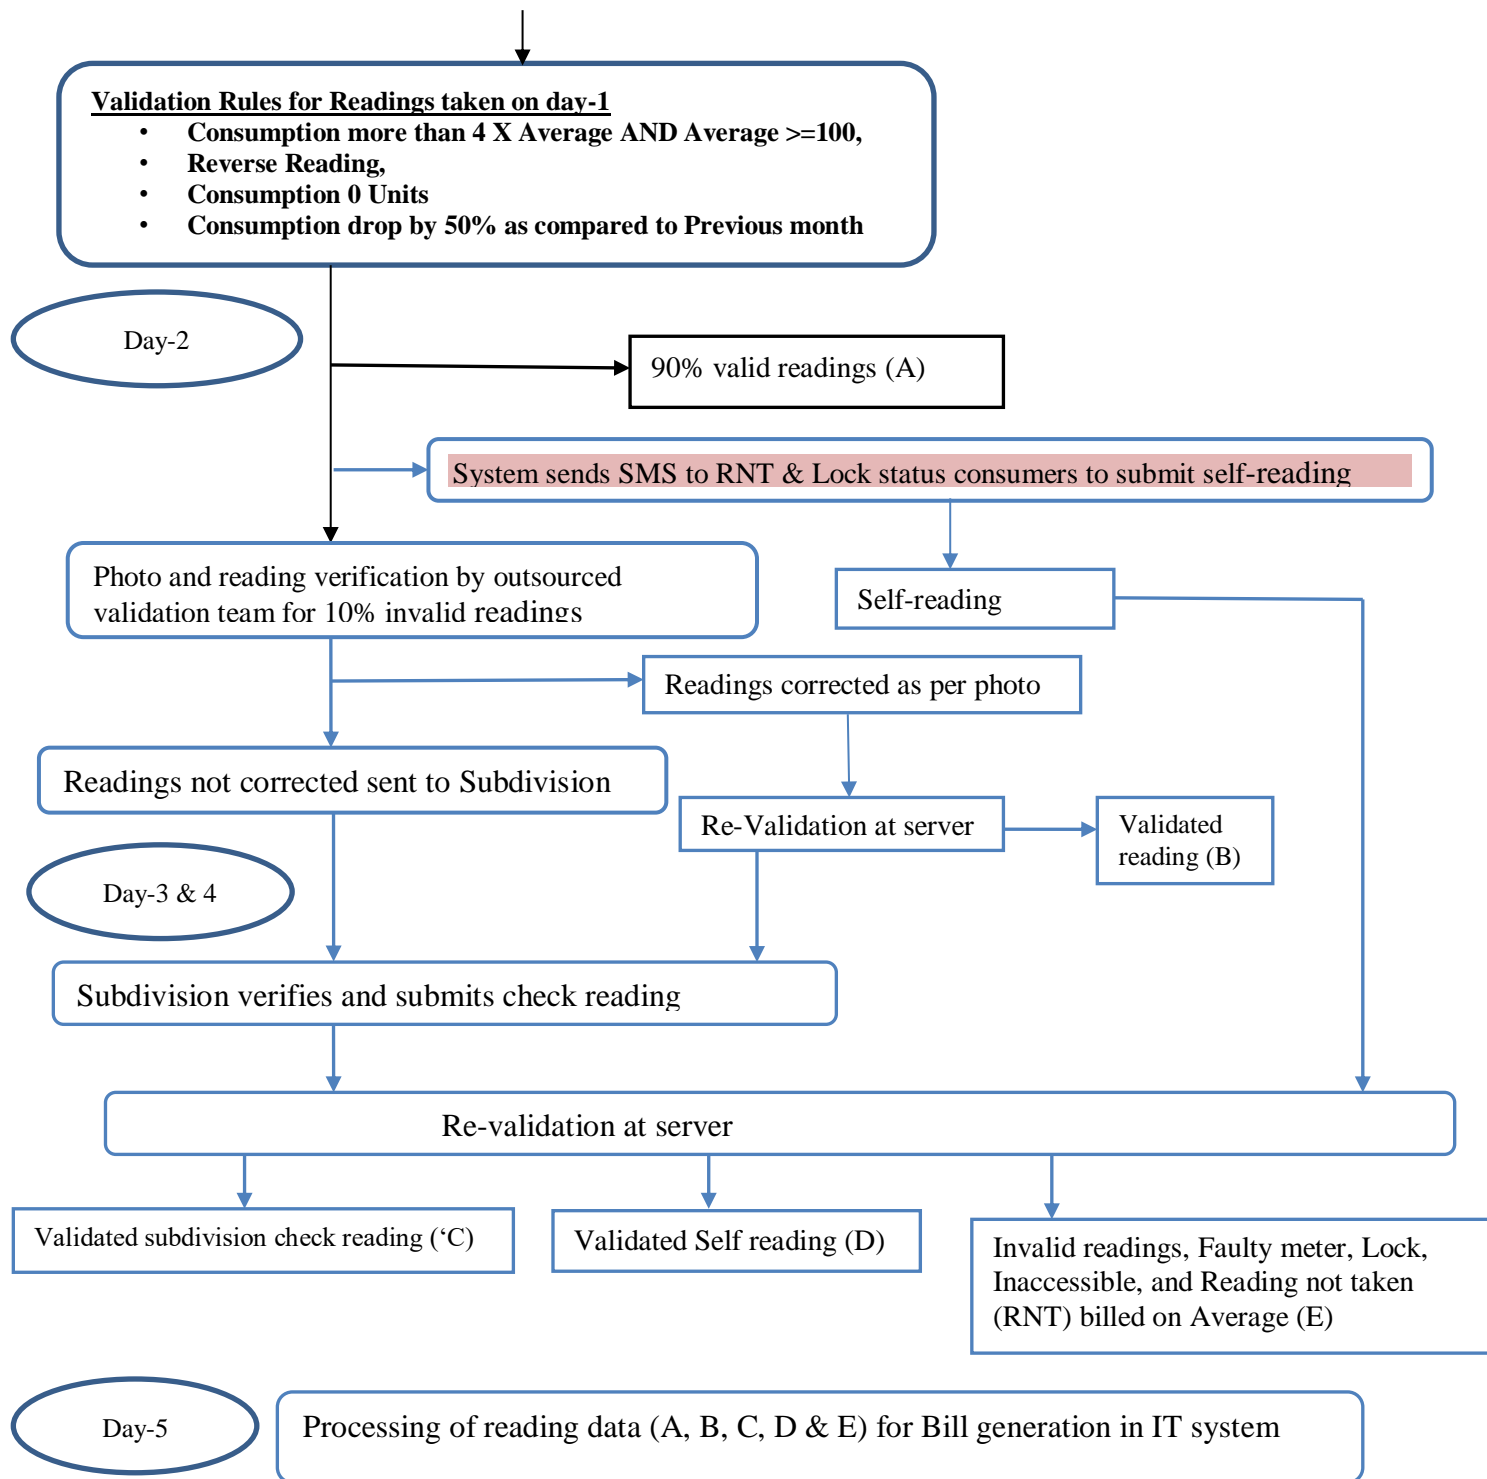 Validation Rules for Readings taken on day-1
• Consumption more than 4 X Average AND Average >=100,
• Reverse Reading,
• Consumption 0 Units
• Consumption drop by 50% as compared to Previous month
Day-2
90% valid readings (A)
System sends SMS to RNT & Lock status consumers to submit self-reading
Photo and reading verification by outsourced
validation team for 10% invalid readings
Self-reading
Readings corrected as per photo
Readings not corrected sent to Subdivision
Re-Validation at server
Validated
reading (B)
Day-3 & 4
Subdivision verifies and submits check reading
Re-validation at server
Validated subdivision check reading (‘C)
Validated Self reading (D)
Invalid readings, Faulty meter, Lock,
Inaccessible, and Reading not taken
(RNT) billed on Average (E)
Day-5
Processing of reading data (A, B, C, D & E) for Bill generation in IT system